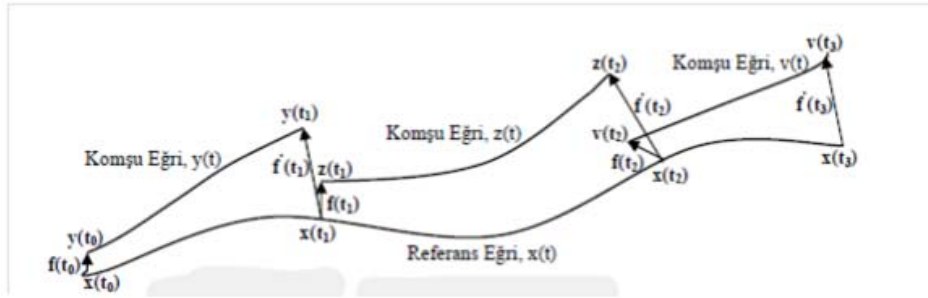 v(t₃)
z(t₂)
Komşu Eğri, v(t)
f'(t₂)
f'(t₃)
y(t₁)
Komşu Eğri, z(t)
v(t₂)
Komşu Eğri, y(t)
f'(t₁)
z(t₁)
f(t₂)
x(t₂)
x(t₃)
f(t₁)
y(t₀)
x(t₁)
f(t₀)
x(t₀)
Referans Eğri, x(t)